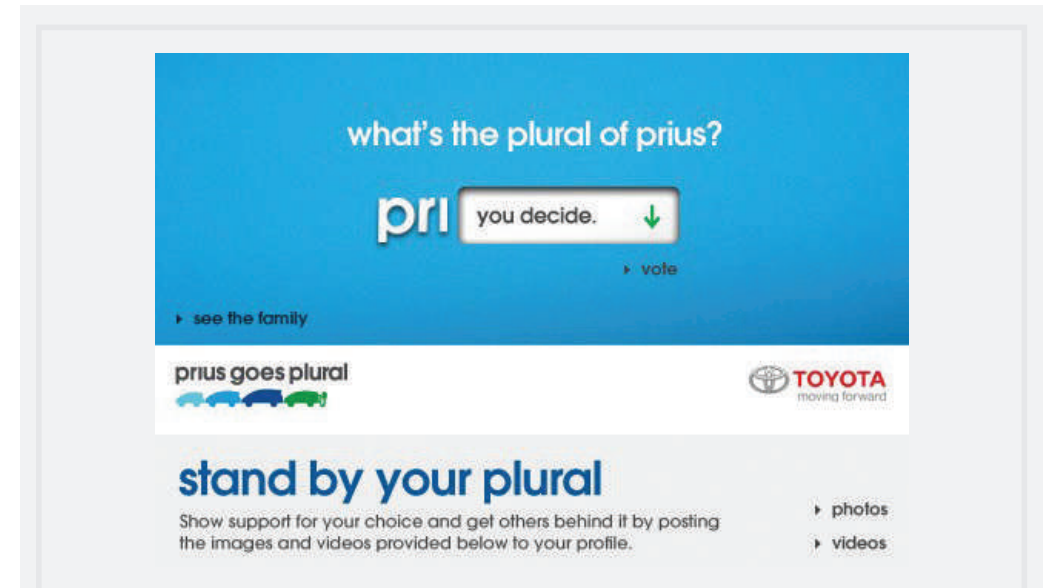 what's the plural of prius?
pri you decide.
vote
see the family
prius goes plural
TOYOTA
moving forward
stand by your plural
Show support for your choice and get others behind it by posting
the images and videos provided below to your profile.
photos
videos